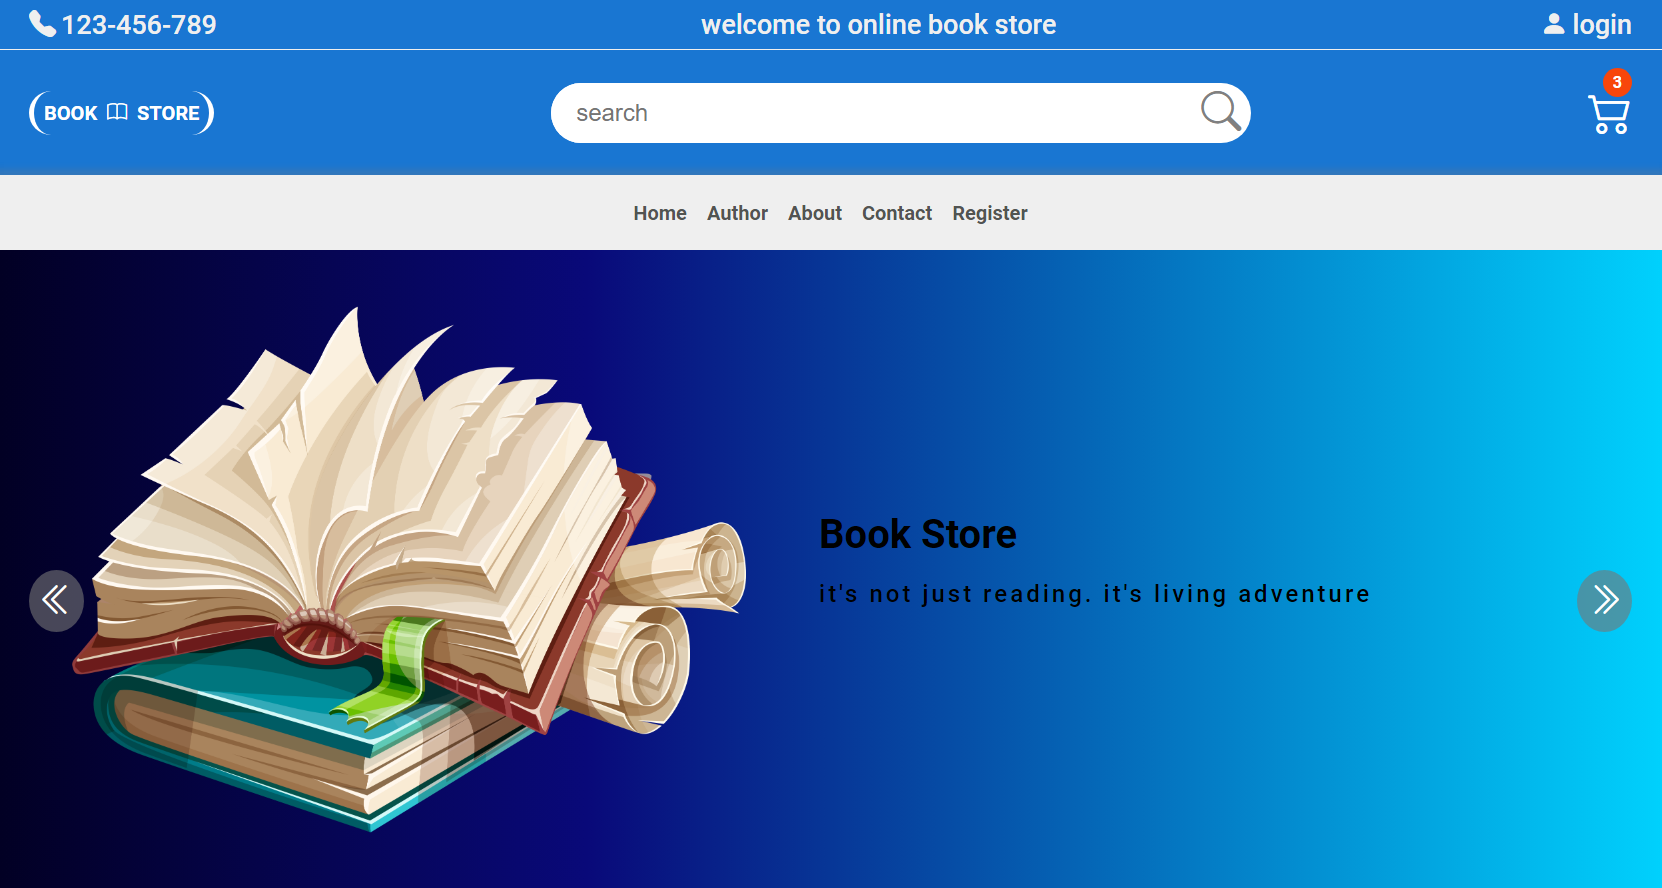 123-456-789
welcome to online book store
login
BOOK STORE
search
3
Home Author About Contact Register
Book Store
it's not just reading. it's living adventure